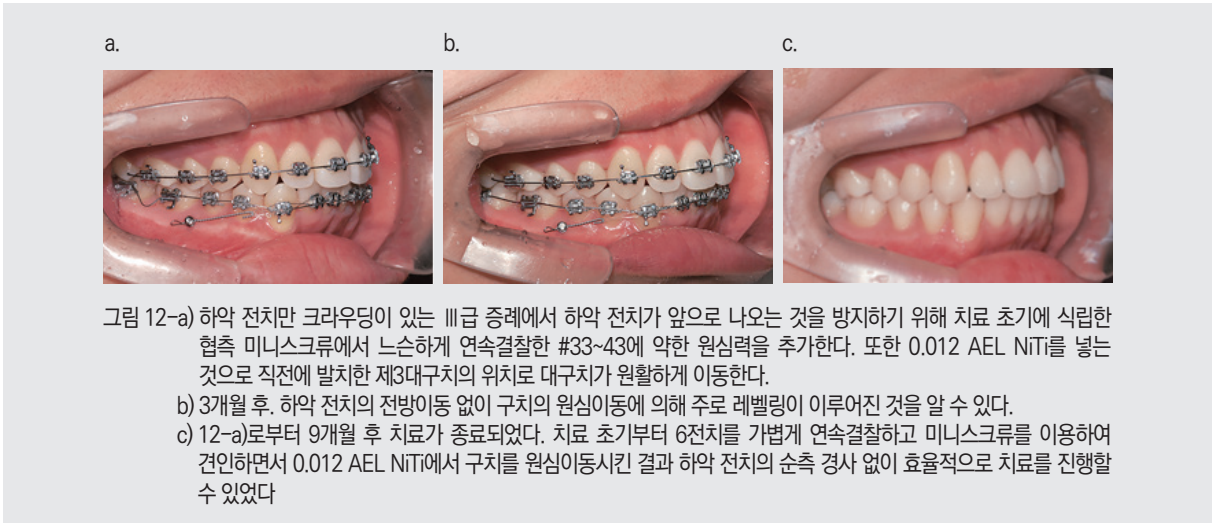 a.
b.
c.
그림 12-a) 하악 전치만 크라우딩이 있는 Ⅲ급 증례에서 하악 전치가 앞으로 나오는 것을 방지하기 위해 치료 초기에 식립한
협측 미니스크류에서 느슨하게 연속결찰한 #33~43에 약한 원심력을 추가한다. 또한 0.012 AEL NiTi를 넣는
것으로 직전에 발치한 제3대구치의 위치로 대구치가 원활하게 이동한다.
b) 3개월 후. 하악 전치의 전방이동 없이 구치의 원심이동에 의해 주로 레벨링이 이루어진 것을 알 수 있다.
c) 12-a)로부터 9개월 후 치료가 종료되었다. 치료 초기부터 6전치를 가볍게 연속결찰하고 미니스크류를 이용하여
견인하면서 0.012 AEL NiTi에서 구치를 원심이동시킨 결과 하악 전치의 순측 경사 없이 효율적으로 치료를 진행할
수 있었다